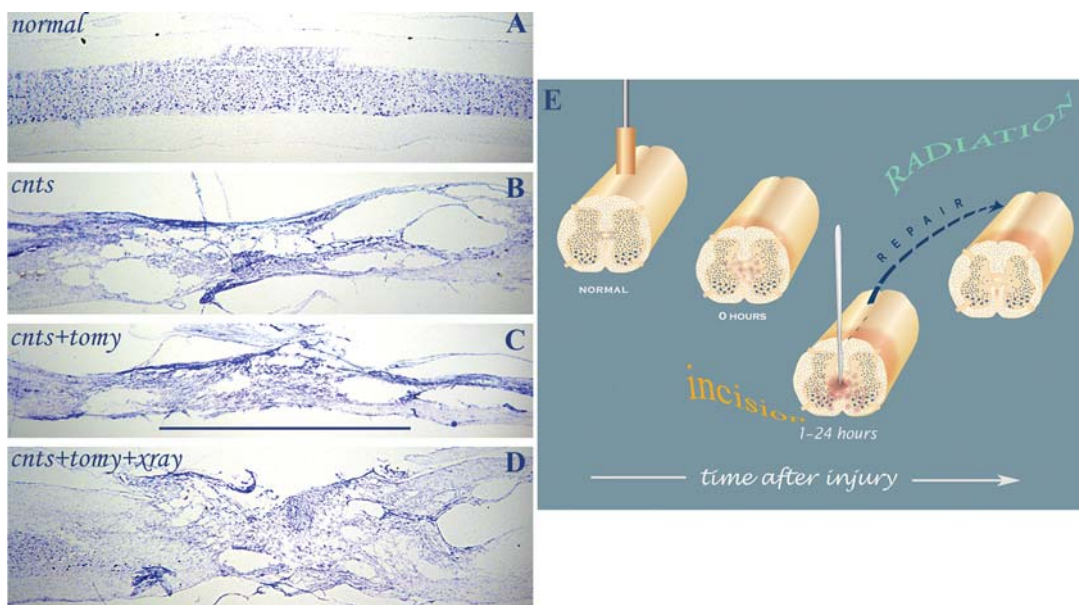 normal
A
cnts
B
cnts+tomy
C
cnts+tomy+xray
D
E
RADIATION
REPAIR
NORMAL
0 HOURS
incision
1-24 hours
time after injury